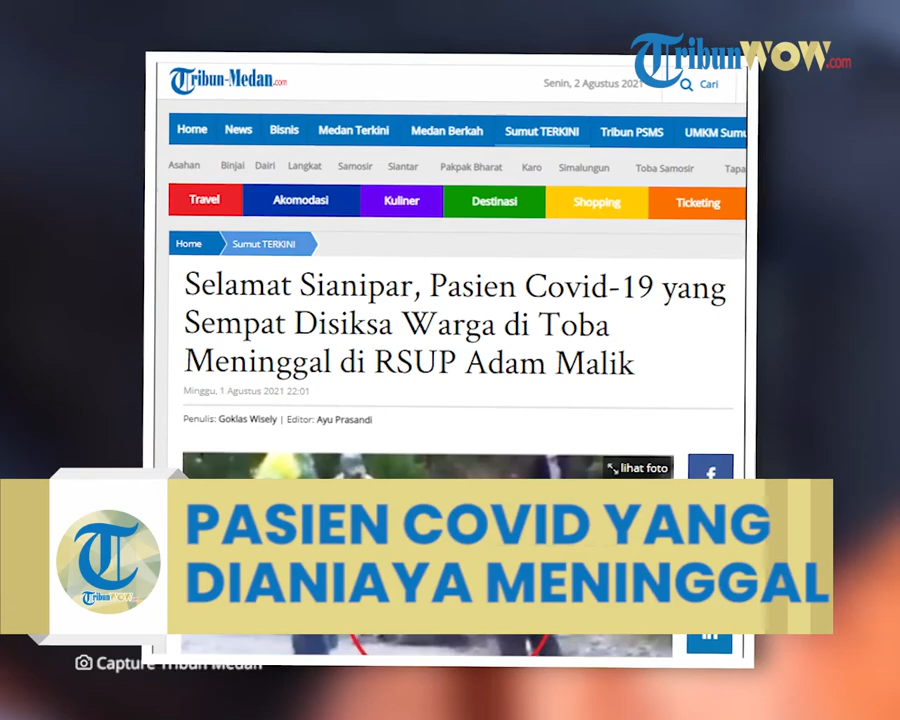 TribunWOW.com
Tribun-Medan.com
Senin, 2 Agustus 2021
Cari
Home News Bisnis Medan Terkini Medan Berkah Sumut TERKINI Tribun PSMS UMKM Sumu
Asahan Binjai Dairi Langkat Samosir Siantar Pakpak Bharat Karo Simalungun Toba Samosir Tapa
Travel Akomodasi Kuliner Destinasi Shopping Ticketing
Home Sumut TERKINI
Selamat Sianipar, Pasien Covid-19 yang
Sempat Disiksa Warga di Toba
Meninggal di RSUP Adam Malik
Minggu, 1 Agustus 2021 22:01
Penulis: Goklas Wisely | Editor: Ayu Prasandi
lihat foto
f
PASIEN COVID YANG
DIANIAYA MENINGGAL
T
TribunWOW
in
Capture Tribun Medan